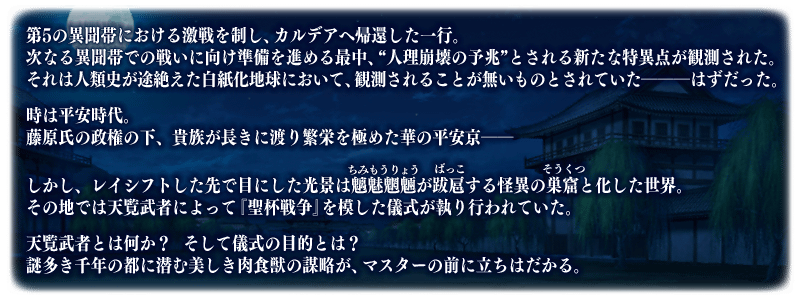 第5の異聞帯における激戦を制し、カルデアへ帰還した一行。
次なる異聞帯での戦いに向け準備を進める最中、“人理崩壊の予兆”とされる新たな特異点が観測された。
それは人類史が途絶えた白紙化地球において、観測されることが無いものとされていた―――はずだった。
時は平安時代。
藤原氏の政権の下、貴族が長きに渡り繁栄を極めた華の平安京――
ちみもうりょう ばっこ そうくつ
しかし、レイシフトした先で目にした光景は魑魅魍魎が跋扈する怪異の巣窟と化した世界。
その地では天覧武者によって『聖杯戦争』を模した儀式が執り行われていた。
天覧武者とは何か？ そして儀式の目的とは？
謎多き千年の都に潜む美しき肉食獣の謀略が、マスターの前に立ちはだかる。